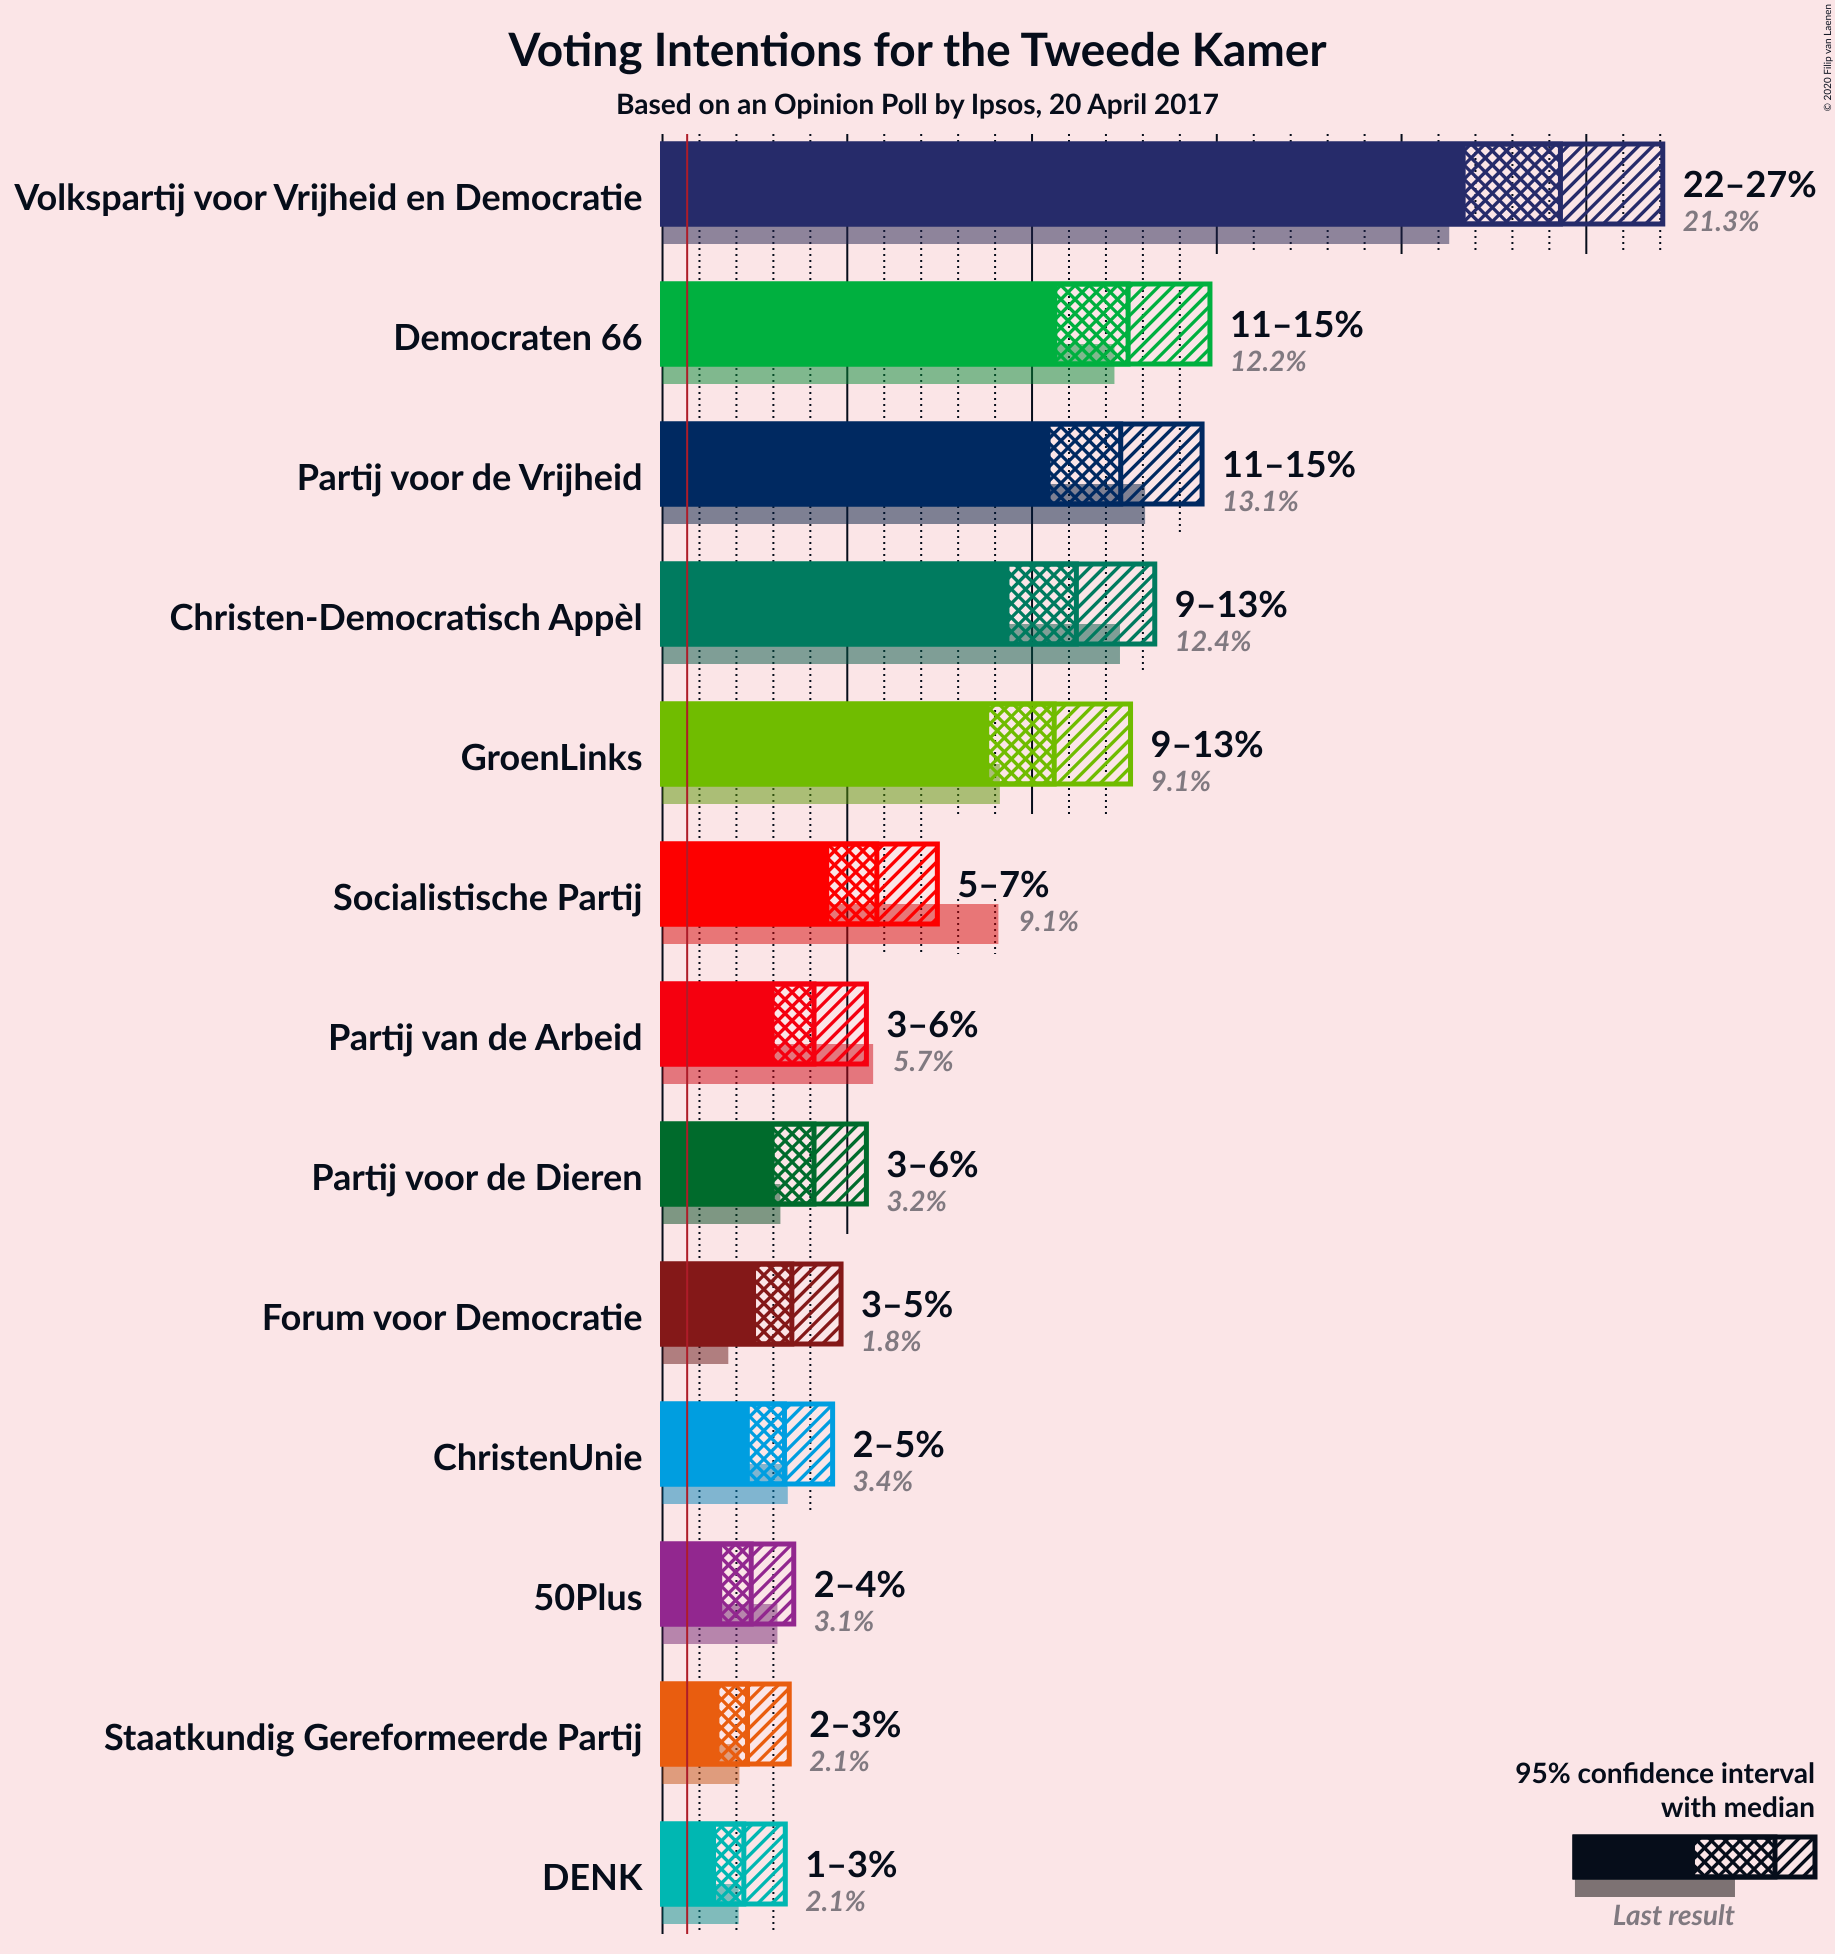 Voting Intentions for the Tweede Kamer
Based on an Opinion Poll by Ipsos, 20 April 2017
© 2020 Filip van Laenen
Volkspartij voor Vrijheid en Democratie
22–27%
21.3%
Democraten 66
11–15%
12.2%
Partij voor de Vrijheid
11–15%
13.1%
Christen-Democratisch Appèl
9–13%
12.4%
GroenLinks
9–13%
9.1%
Socialistische Partij
5–7%
9.1%
Partij van de Arbeid
3–6%
5.7%
Partij voor de Dieren
3–6%
3.2%
Forum voor Democratie
3–5%
1.8%
ChristenUnie
2–5%
3.4%
50Plus
2–4%
3.1%
Staatkundig Gereformeerde Partij
2–3%
2.1%
DENK
1–3%
2.1%
95% confidence interval
with median
Last result